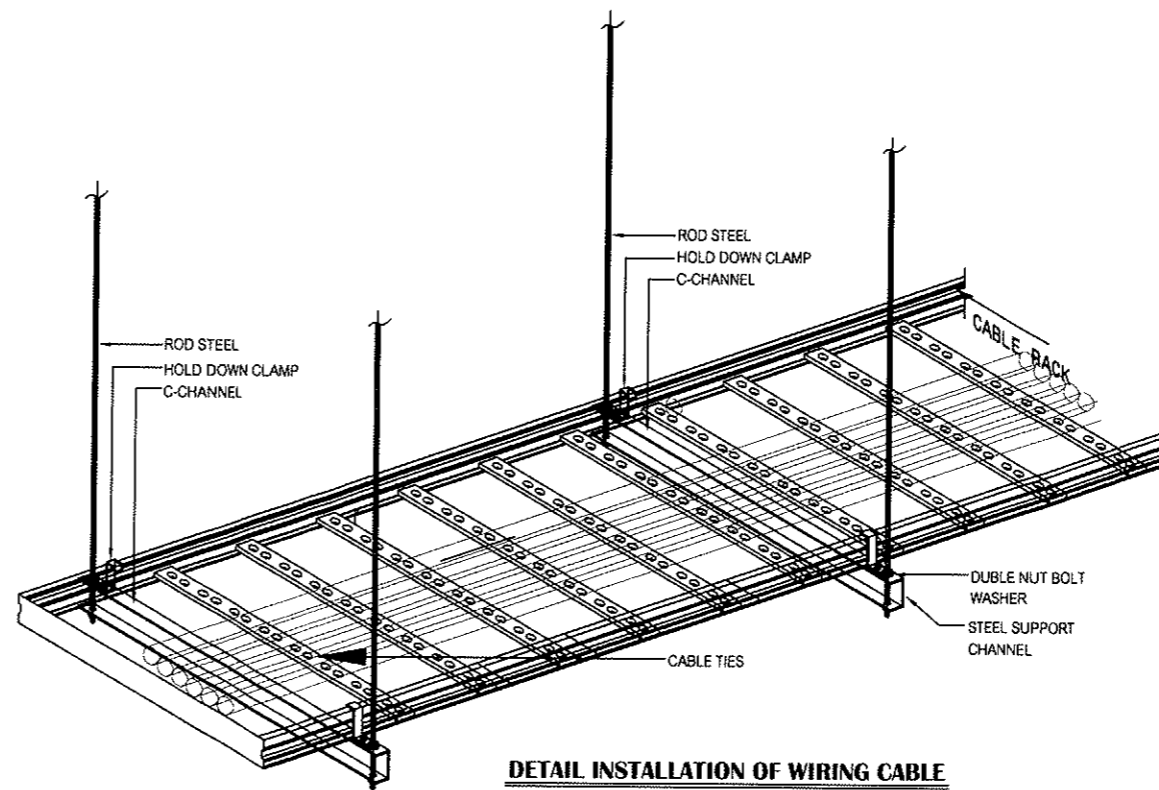 ROD STEEL
HOLD DOWN CLAMP
C-CHANNEL
CABLE RACK
ROD STEEL
HOLD DOWN CLAMP
C-CHANNEL
DUBLE NUT BOLT
WASHER
STEEL SUPPORT
CHANNEL
CABLE TIES
DETAIL INSTALLATION OF WIRING CABLE